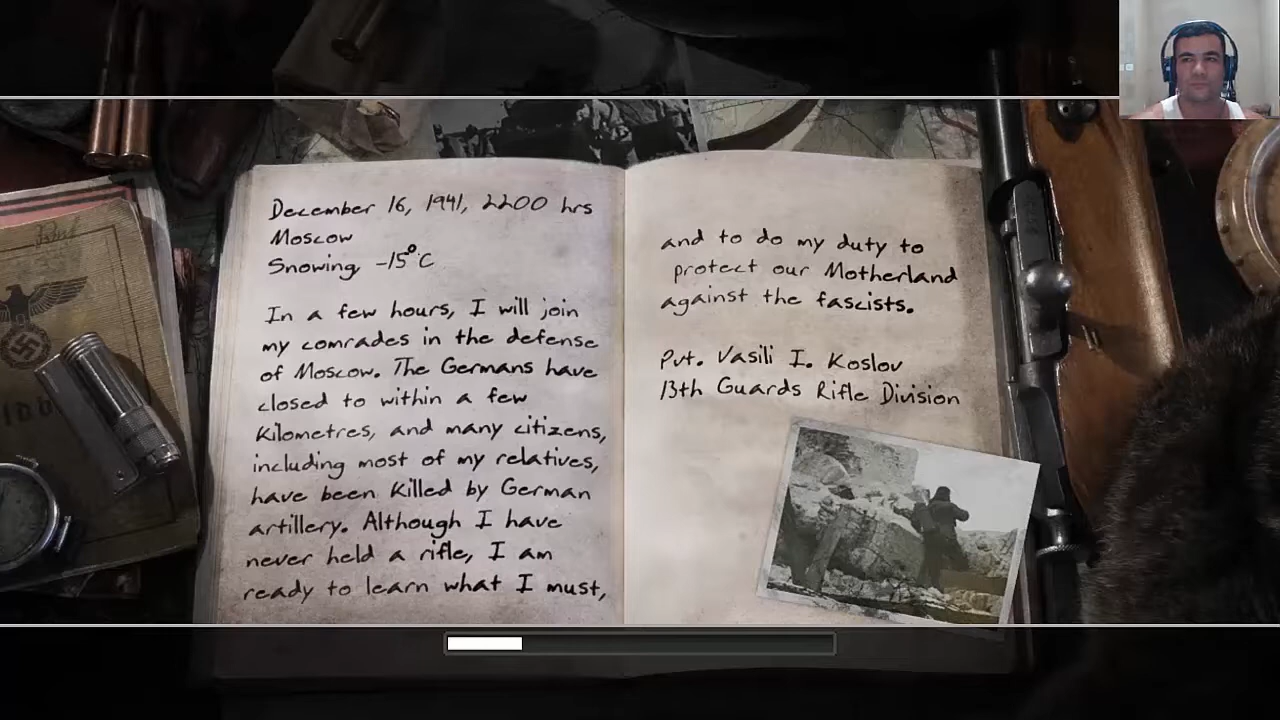 December 16, 1941, 2200 hrs
Moscow
Snowing, -15°C
In a few hours, I will join
my comrades in the defense
of Moscow. The Germans have
closed to within a few
kilometres, and many citizens,
including most of my relatives,
have been killed by German
artillery. Although I have
never held a rifle, I am
ready to learn what I must,
and to do my duty to
protect our Motherland
against the fascists.
Pvt. Vasili I. Koslov
13th Guards Rifle Division